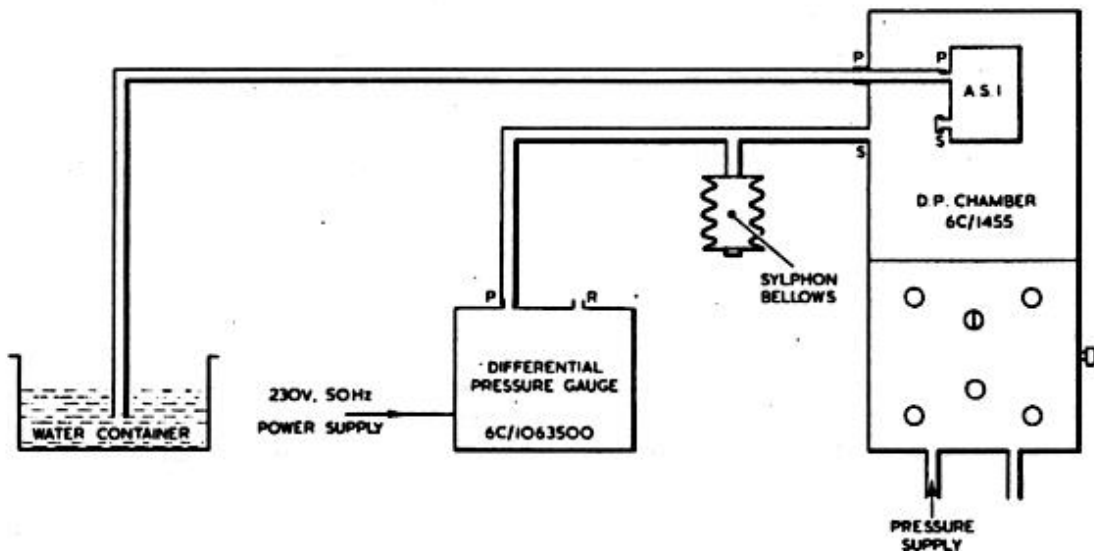 P
P
A.S.I
S
S
D.P. CHAMBER
6C/1455
SYLPHON
BELLOWS
P
R
DIFFERENTIAL
PRESSURE GAUGE
6C/1063500
230V, 50Hz
POWER SUPPLY
WATER CONTAINER
PRESSURE
SUPPLY